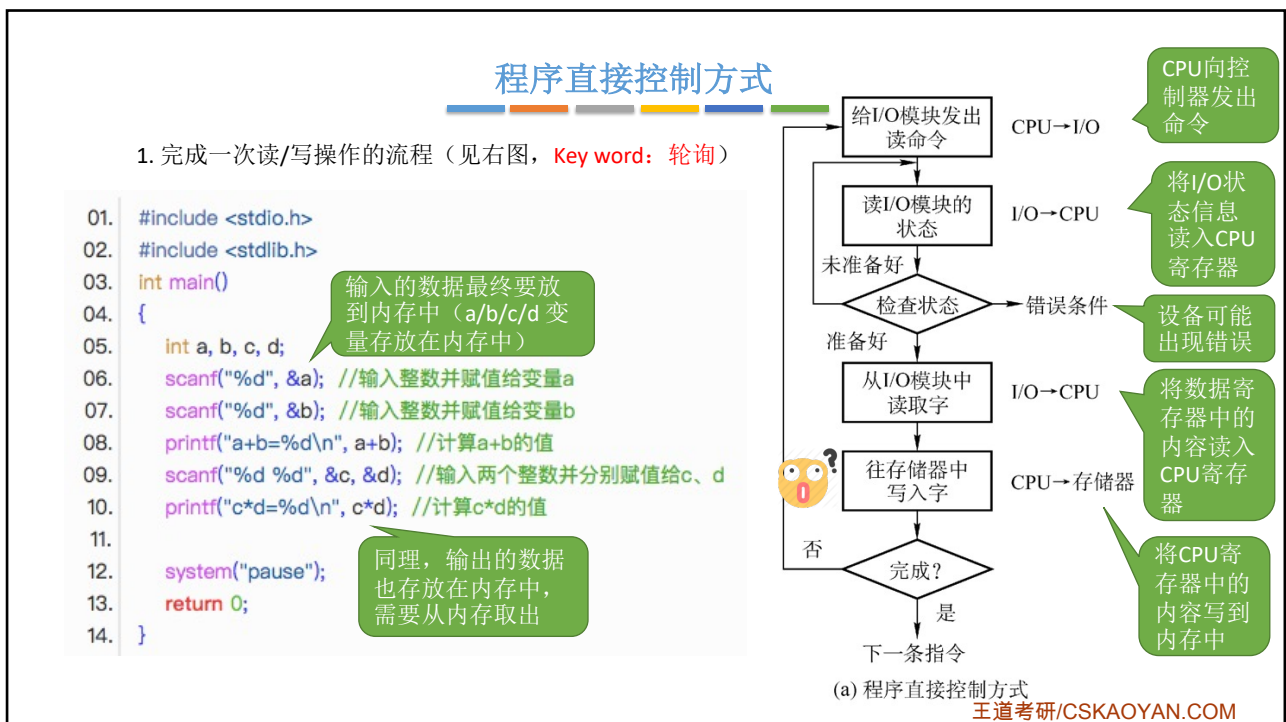 程序直接控制方式
1. 完成一次读/写操作的流程（见右图，Key word：轮询）
01. #include <stdio.h>
02. #include <stdlib.h>
03. int main()
04. {
05. int a, b, c, d;
06. scanf("%d", &a); //输入整数并赋值给变量a
07. scanf("%d", &b); //输入整数并赋值给变量b
08. printf("a+b=%d\n", a+b); //计算a+b的值
09. scanf("%d %d", &c, &d); //输入两个整数并分别赋值给c、d
10. printf("c*d=%d\n", c*d); //计算c*d的值
11.
12. system("pause");
13. return 0;
14. }
输入的数据最终要放
到内存中（a/b/c/d 变
量存放在内存中）
同理，输出的数据
也存放在内存中，
需要从内存取出
给I/O模块发出
读命令
CPU→I/O
CPU向控
制器发出
命令
读I/O模块的
状态
I/O→CPU
将I/O状
态信息
读入CPU
寄存器
未准备好
检查状态
错误条件
设备可能
出现错误
准备好
从I/O模块中
读取字
I/O→CPU
将数据寄
存器中的
内容读入
CPU寄存
器
往存储器中
写入字
CPU→存储器
将CPU寄
存器中的
内容写到
内存中
否
完成？
是
下一条指令
(a) 程序直接控制方式
王道考研/CSKAOYAN.COM